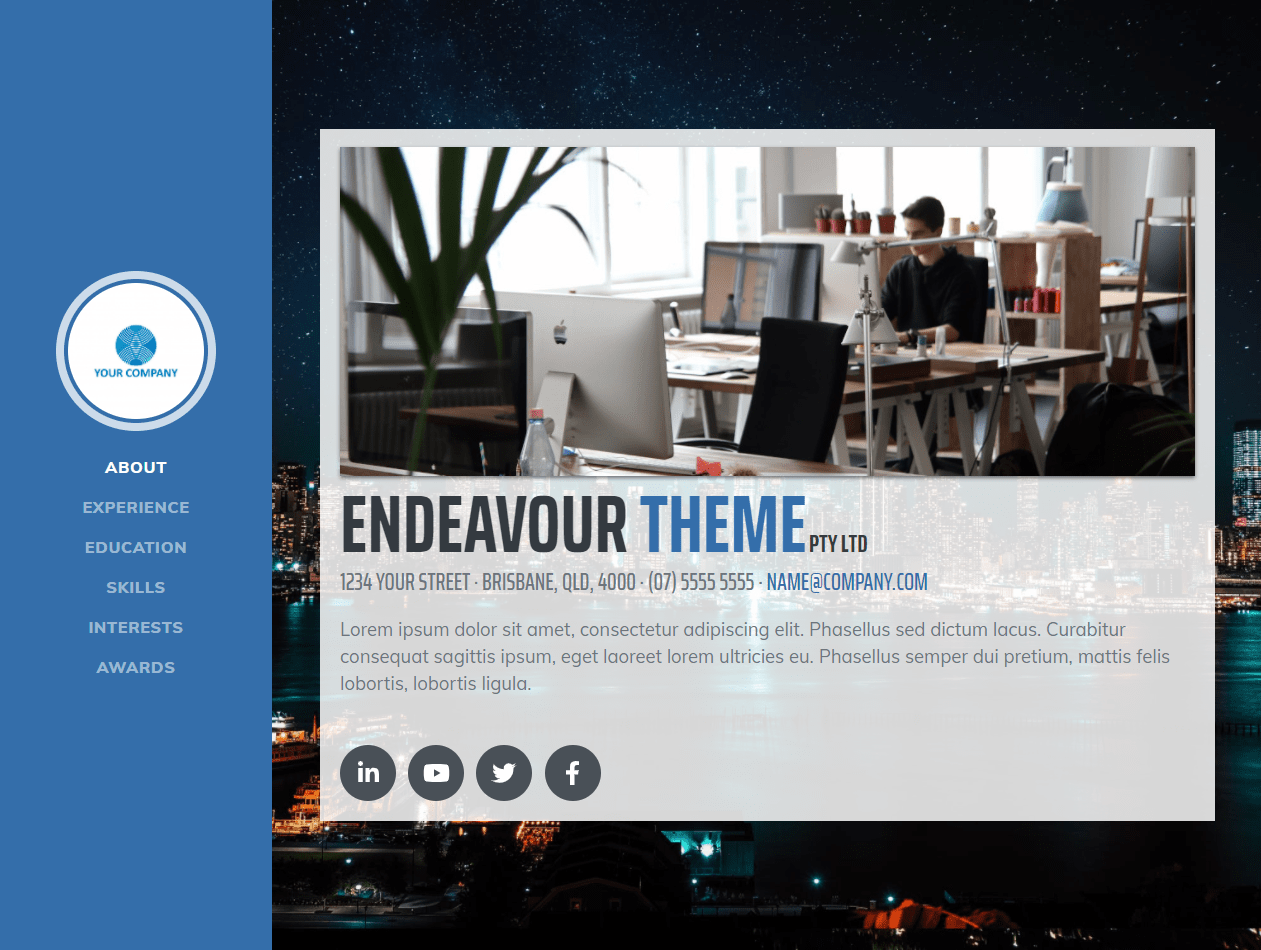 YOUR COMPANY
ABOUT
EXPERIENCE
EDUCATION
SKILLS
INTERESTS
AWARDS
ENDEAVOUR THEME PTY LTD
1234 YOUR STREET · BRISBANE, QLD, 4000 · (07) 5555 5555 · NAME@COMPANY.COM
Lorem ipsum dolor sit amet, consectetur adipiscing elit. Phasellus sed dictum lacus. Curabitur
consequat sagittis ipsum, eget laoreet lorem ultricies eu. Phasellus semper dui pretium, mattis felis
lobortis, lobortis ligula.
in